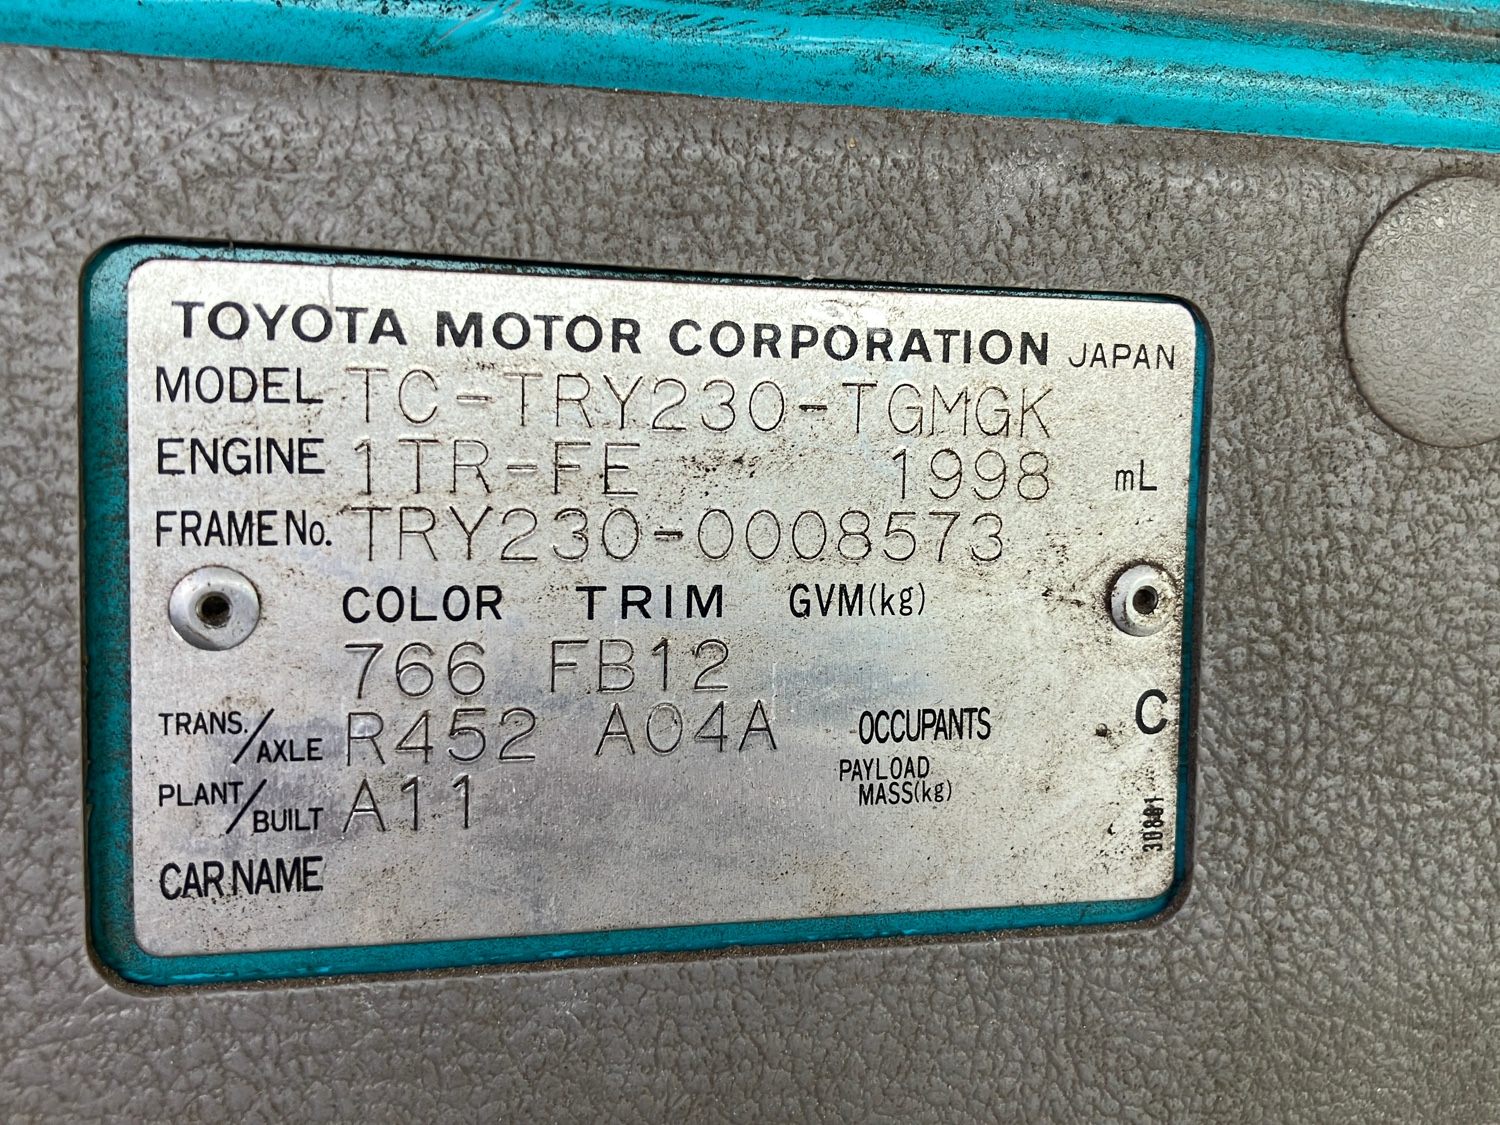 TOYOTA MOTOR CORPORATION JAPAN
MODEL TC-TRY230-TGMGK
ENGINE 1TR-FE 1998 mL
FRAME No. TRY230-0008573
COLOR TRIM GVM(kg)
766 FB12
C
TRANS./AXLE R452 A04A OCCUPANTS
PAYLOAD
MASS(kg)
PLANT/BUILT A11
CAR NAME